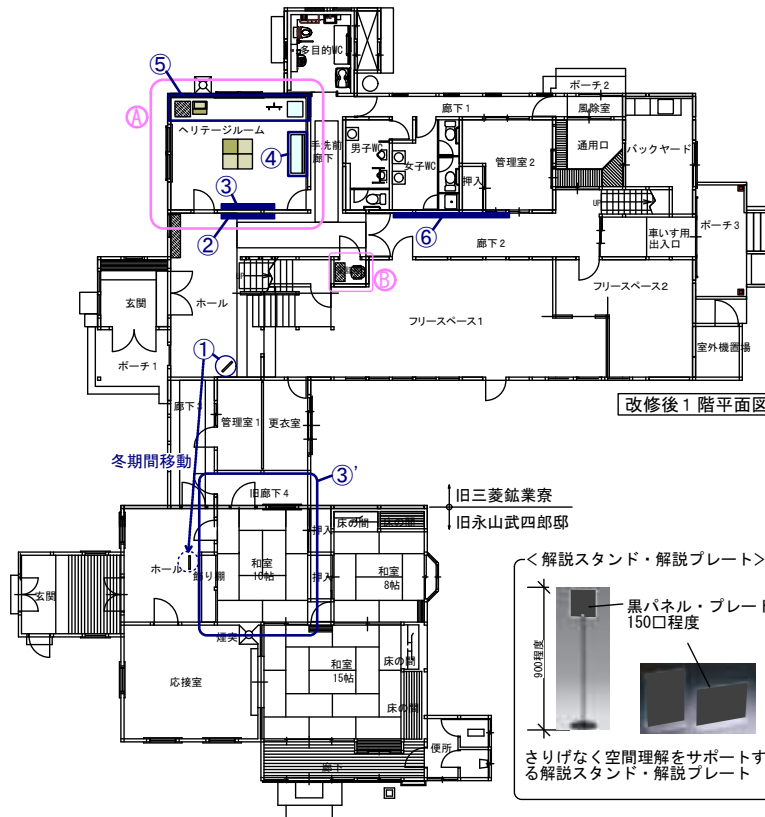 多目的WC
⑤
Ⓐ
ポーチ2
廊下1
風除室
ヘリテージルーム
手洗前
廊下
男子WC
女子WC
管理室2
通用口
バックヤード
④
押入
③
②
⑥
UP
ポーチ3
廊下2
車いす用
出入口
Ⓑ
UP
玄関
ホール
フリースペース1
フリースペース2
①
ポーチ1
室外機置場
廊下3
管理室1
更衣室
改修後1階平面図
冬期間移動
③'
旧廊下4
旧三菱鉱業寮
旧永山武四郎邸
床の間
床の間
押入
ホール
飾り棚
和室
10帖
押入
和室
8帖
玄関
煙突
応接室
和室
15帖
床の間
床の間
廊下
便所
<解説スタンド・解説プレート>
黒パネル・プレート
150□程度
900程度
さりげなく空間理解をサポートす
る解説スタンド・解説プレート